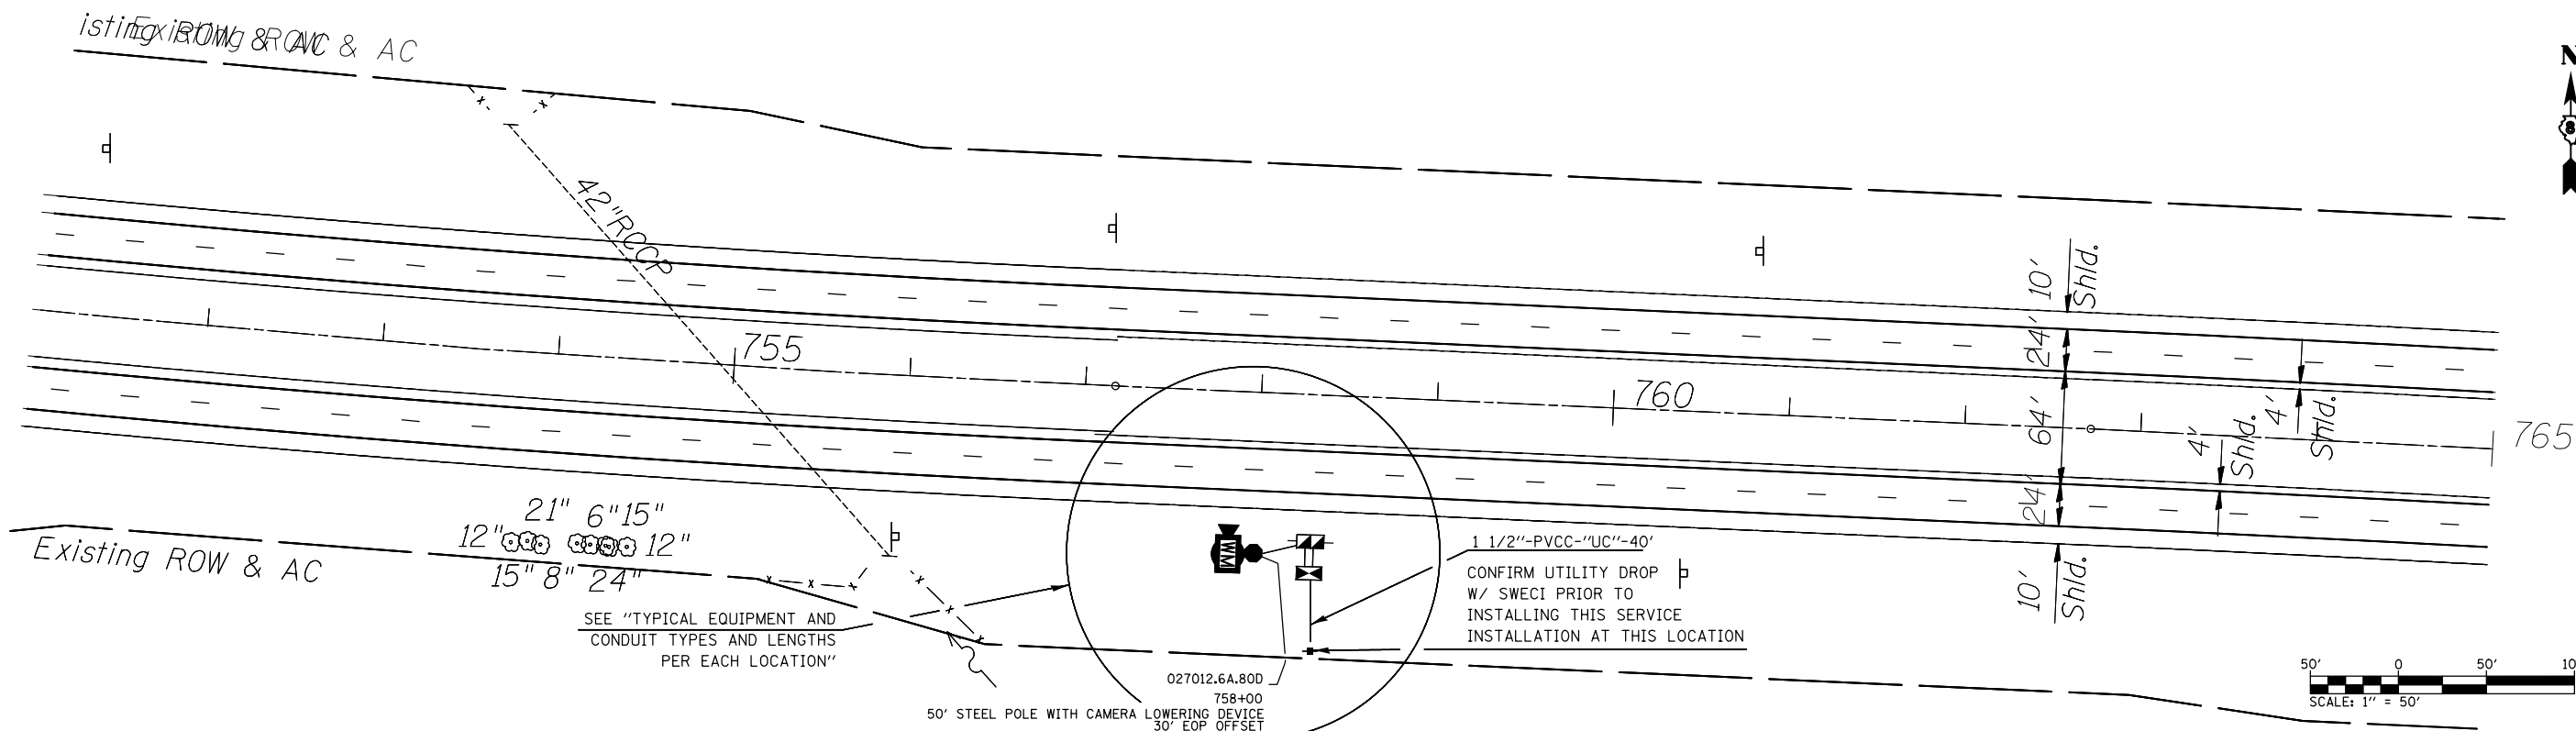 isting ROW & AC
Existing ROW & AC
N
42"RCCP
10'
Shld.
24'
755
760
64'
4'
Shld.
4'
Shld.
765
24'
10'
Shld.
21" 6" 15"
12" 12"
15" 8" 24"
Existing ROW & AC
1 1/2"-PVCC-"UC"-40'
CONFIRM UTILITY DROP
W/ SWECI PRIOR TO
INSTALLING THIS SERVICE
INSTALLATION AT THIS LOCATION
SEE "TYPICAL EQUIPMENT AND
CONDUIT TYPES AND LENGTHS
PER EACH LOCATION"
027012.6A.80D
758+00
50' STEEL POLE WITH CAMERA LOWERING DEVICE
30' EOP OFFSET
50' 0 50' 10
SCALE: 1" = 50'